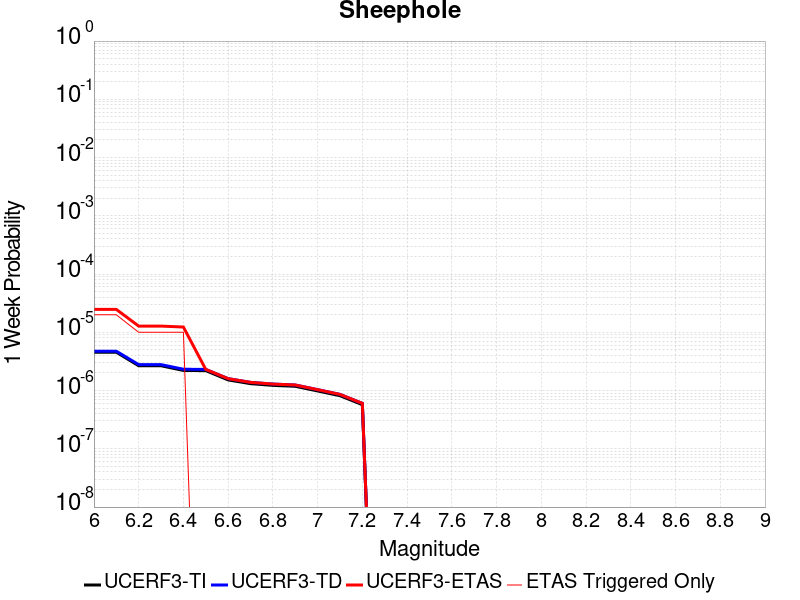 Sheephole
10^0
10^-1
10^-2
10^-3
10^-4
10^-5
10^-6
10^-7
10^-8
1 Week Probability
6 6.2 6.4 6.6 6.8 7 7.2 7.4 7.6 7.8 8 8.2 8.4 8.6 8.8 9
Magnitude
UCERF3-TI UCERF3-TD UCERF3-ETAS ETAS Triggered Only